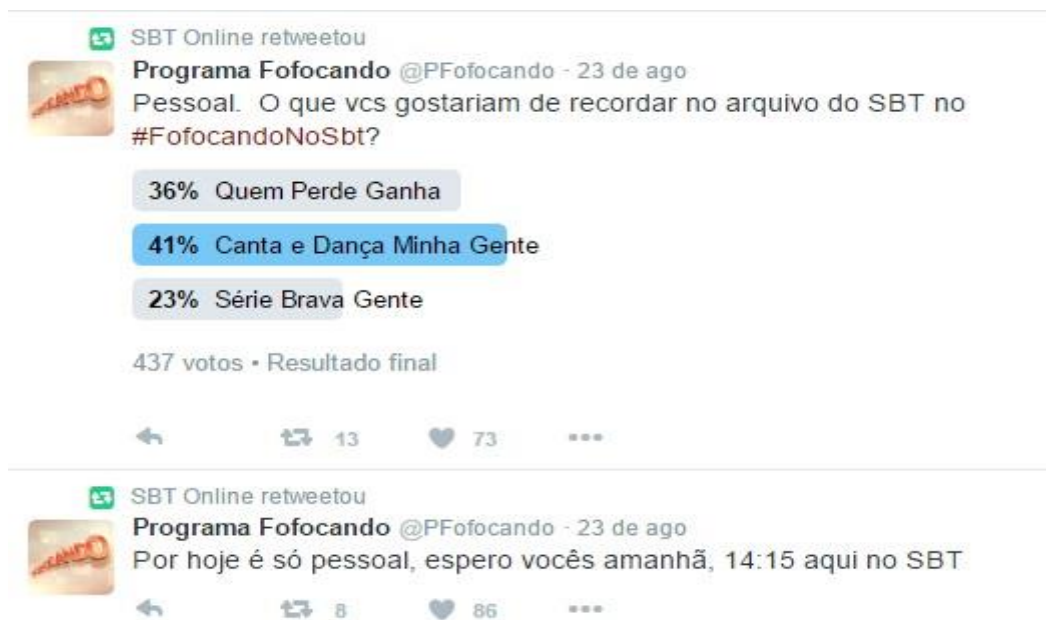 SBT Online retweetou
Programa Fofocando @PFofocando · 23 de ago
Pessoal. O que vcs gostariam de recordar no arquivo do SBT no
#FofocandoNoSbt?
36% Quem Perde Ganha
41% Canta e Dança Minha Gente
23% Série Brava Gente
437 votos • Resultado final
13 73
SBT Online retweetou
Programa Fofocando @PFofocando · 23 de ago
Por hoje é só pessoal, espero vocês amanhã, 14:15 aqui no SBT
8 86